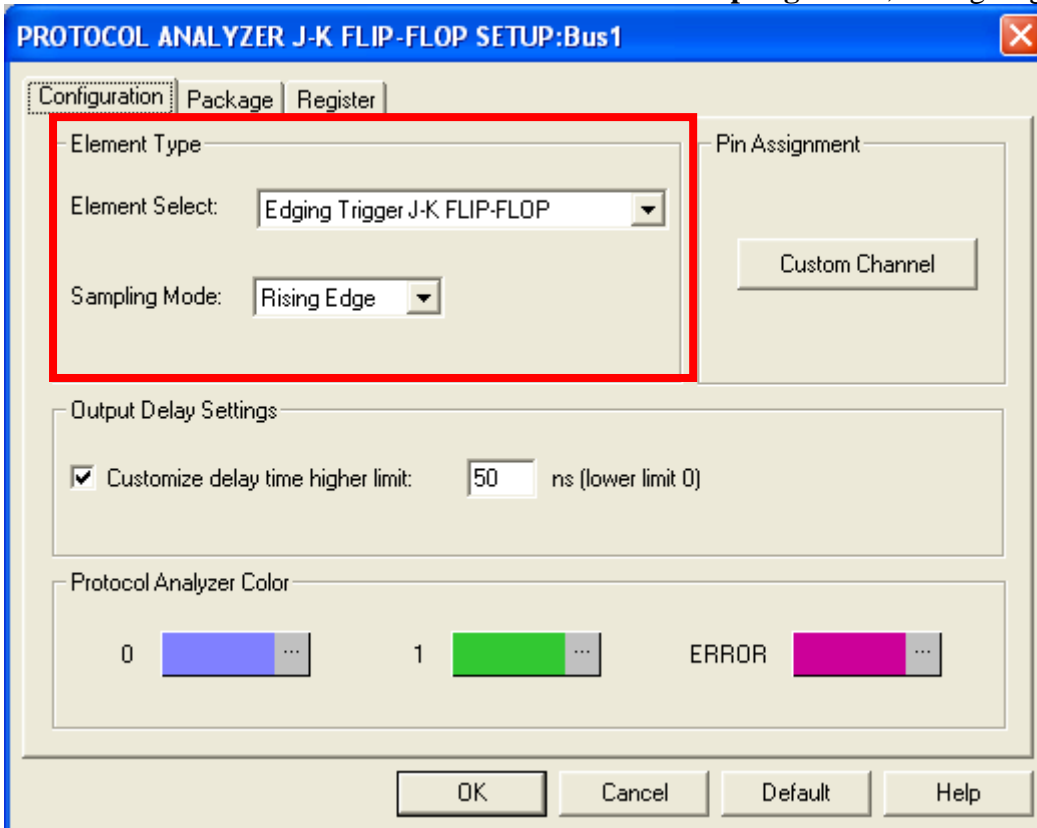 PROTOCOL ANALYZER J-K FLIP-FLOP SETUP:Bus1
Configuration Package Register
Element Type
Element Select: Edging Trigger J-K FLIP-FLOP
Sampling Mode: Rising Edge
Pin Assignment
Custom Channel
Output Delay Settings
Customize delay time higher limit: 50 ns (lower limit 0)
Protocol Analyzer Color
0 ... 1 ... ERROR ...
OK Cancel Default Help